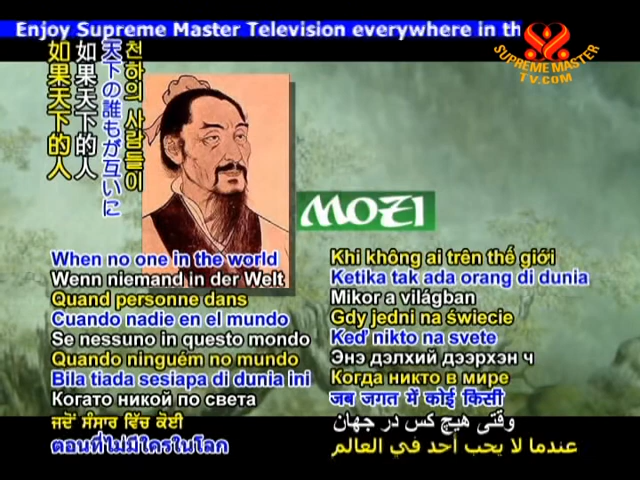 Enjoy Supreme Master Television everywhere in th
SUPREME MASTER
TV.COM
천하의 사람들이
天下の誰もが互いに
如果天下的人
如果天下的人
MOZI
When no one in the world
Wenn niemand in der Welt
Quand personne dans
Cuando nadie en el mundo
Se nessuno in questo mondo
Quando ninguém no mundo
Bila tiada sesiapa di dunia ini
Когато никой по света
ਜਦੋਂ ਸੰਸਾਰ ਵਿੱਚ ਕੋਈ
ตอนที่ไม่มีใครในโลก
Khi không ai trên thế giới
Ketika tak ada orang di dunia
Mikor a világban
Gdy jedni na świecie
Keď nikto na svete
Энэ дэлхий дээрхэн ч
Когда никто в мире
जब जगत में कोई किसी
وقتی هیچ کس در جهان
عندما لا يحب أحد في العالم